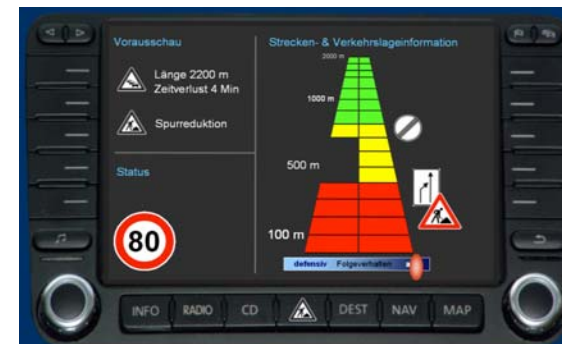 Vorausschau
Länge 2200 m
Zeitverlust 4 Min
Spurreduktion
Status
80
Strecken- & Verkehrslageinformation
2000 m
1000 m
500 m
100 m
defensiv Folgeverhalten
INFO RADIO CD DEST NAV MAP